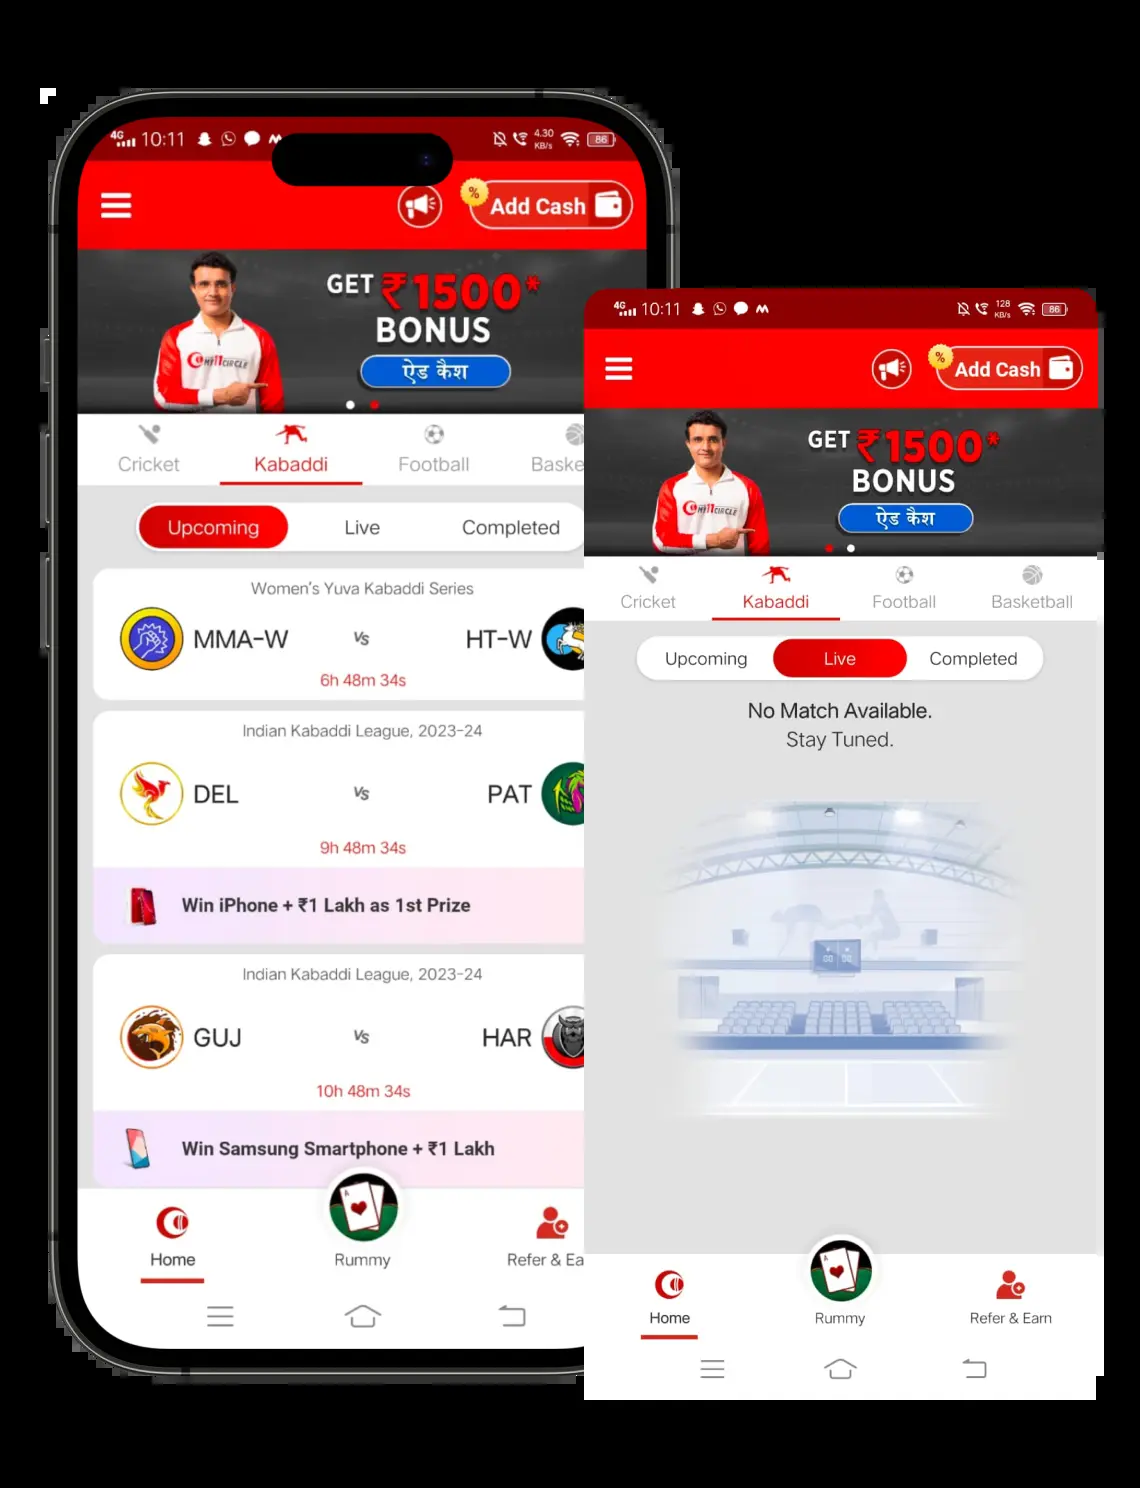 4G 10:11 4.30 KB/s 86
% Add Cash
GET ₹1500*
BONUS
ऐड कैश
MY11CIRCLE
Cricket Kabaddi Football Baske
Upcoming Live Completed
Women's Yuva Kabaddi Series
MMA-W Vs HT-W
6h 48m 34s
Indian Kabaddi League, 2023-24
DEL Vs PAT
9h 48m 34s
Win iPhone + ₹1 Lakh as 1st Prize
Indian Kabaddi League, 2023-24
GUJ Vs HAR
10h 48m 34s
Win Samsung Smartphone + ₹1 Lakh
A
Home Rummy Refer & Ea
4G 10:11 128 KB/s 86
% Add Cash
GET ₹1500*
BONUS
ऐड कैश
MY11CIRCLE
Cricket Kabaddi Football Basketball
Upcoming Live Completed
No Match Available.
Stay Tuned.
00 00
A
Home Rummy Refer & Earn